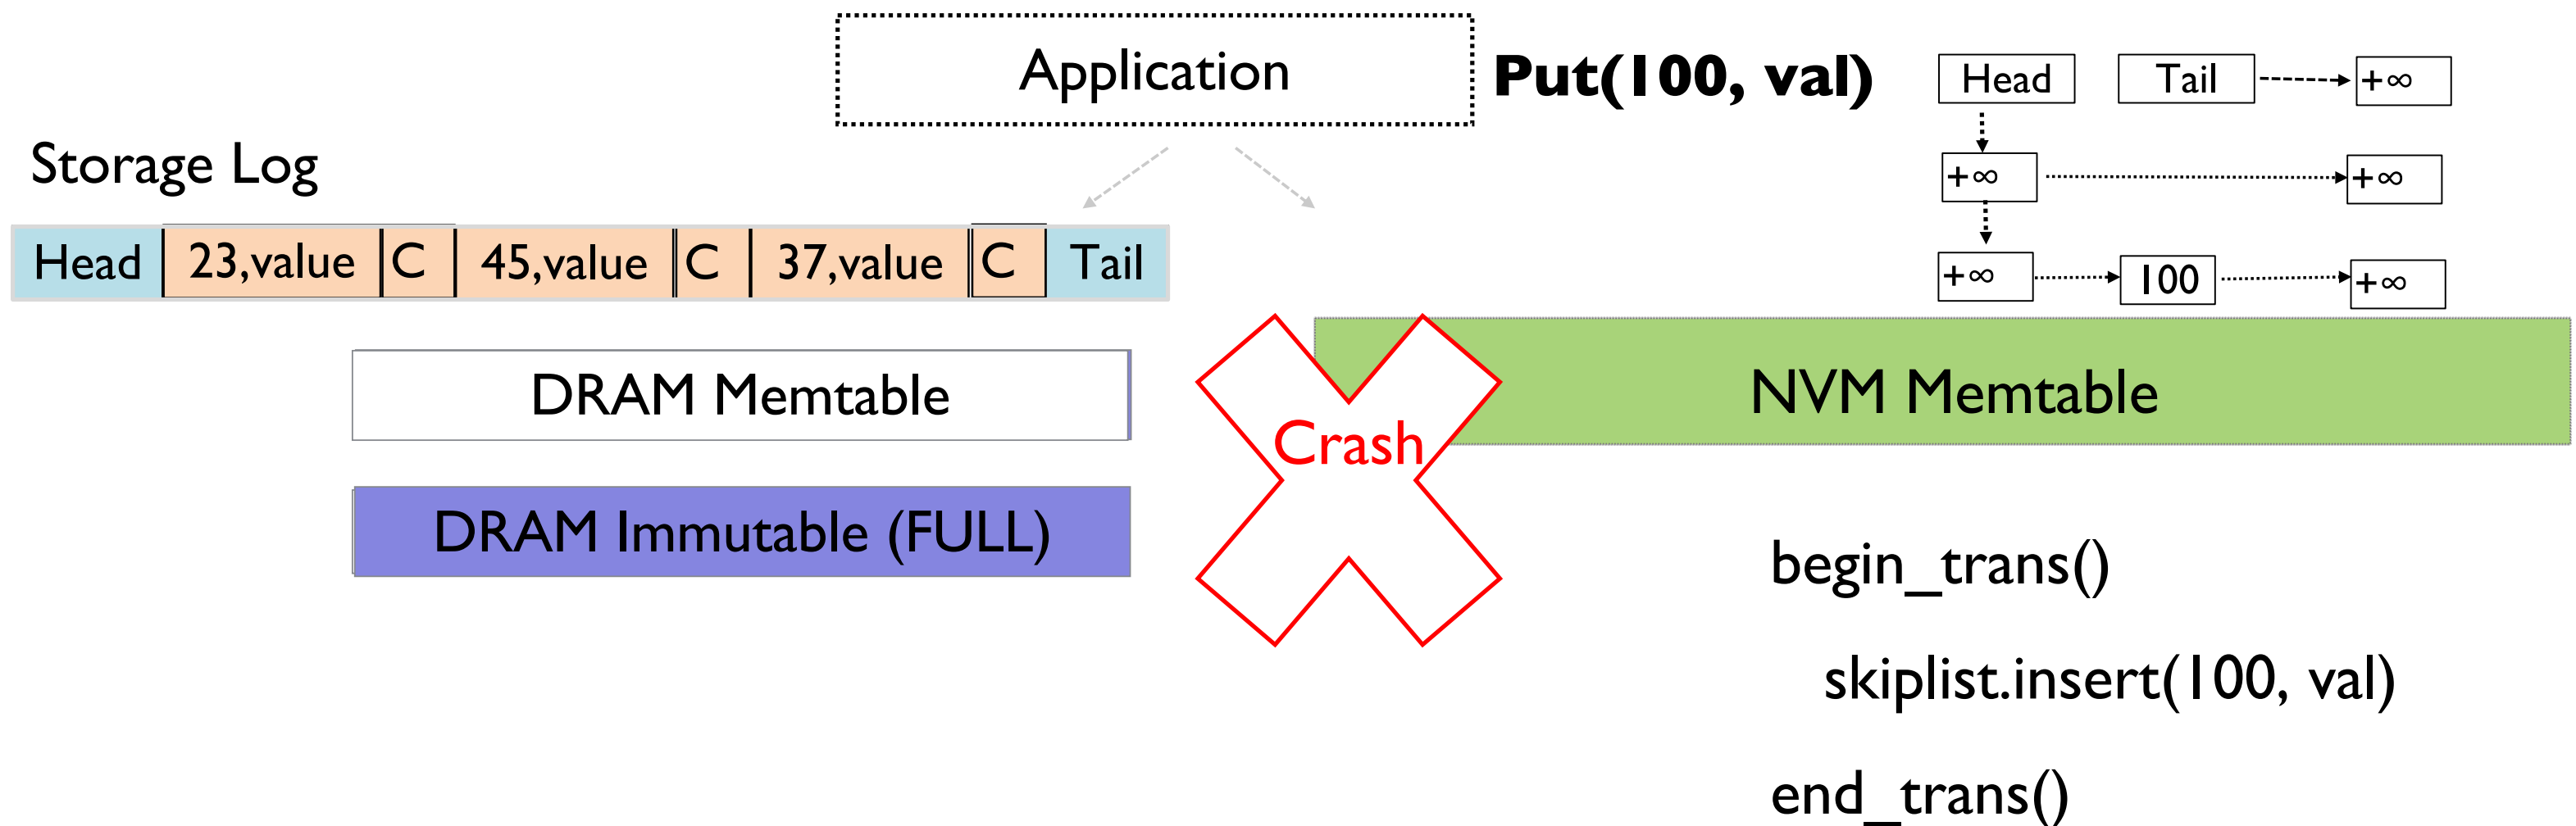 Application
Put(100, val)
Head
Tail
+∞
Storage Log
+∞
+∞
Head
23,value
C
45,value
C
37,value
C
Tail
+∞
100
+∞
DRAM Memtable
NVM Memtable
Crash
DRAM Immutable (FULL)
begin_trans()
skiplist.insert(100, val)
end_trans()